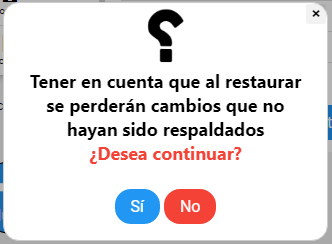 ×
?
Tener en cuenta que al restaurar
se perderán cambios que no
hayan sido respaldados
¿Desea continuar?
Sí No